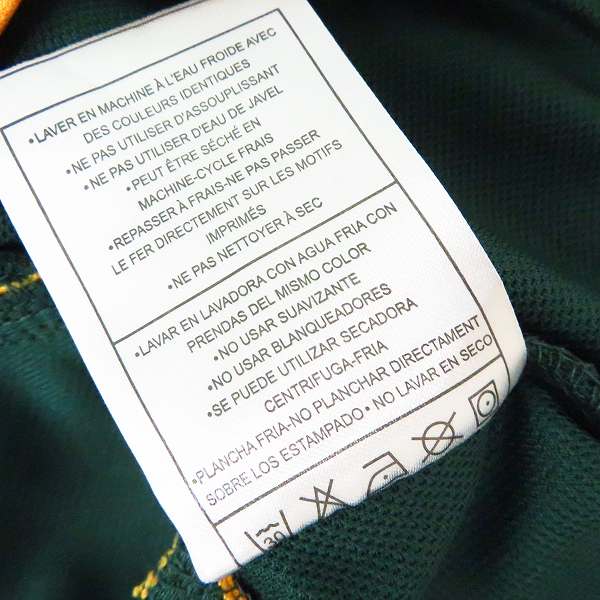 •LAVER EN MACHINE À L'EAU FROIDE AVEC
DES COULEURS IDENTIQUES
•NE PAS UTILISER D'ASSOUPLISSANT
•NE PAS UTILISER D'EAU DE JAVEL
•PEUT ÊTRE SÉCHÉ EN
MACHINE-CYCLE FRAIS
•REPASSER À FRAIS-NE PAS PASSER
LE FER DIRECTEMENT SUR LES MOTIFS
IMPRIMÉS
•NE PAS NETTOYER À SEC
•LAVAR EN LAVADORA CON AGUA FRIA CON
PRENDAS DEL MISMO COLOR
•NO USAR SUAVIZANTE
•NO USAR BLANQUEADORES
•SE PUEDE UTILIZAR SECADORA
CENTRIFUGA-FRIA
•PLANCHA FRIA-NO PLANCHAR DIRECTAMENT
SOBRE LOS ESTAMPADO • NO LAVAR EN SECO
30